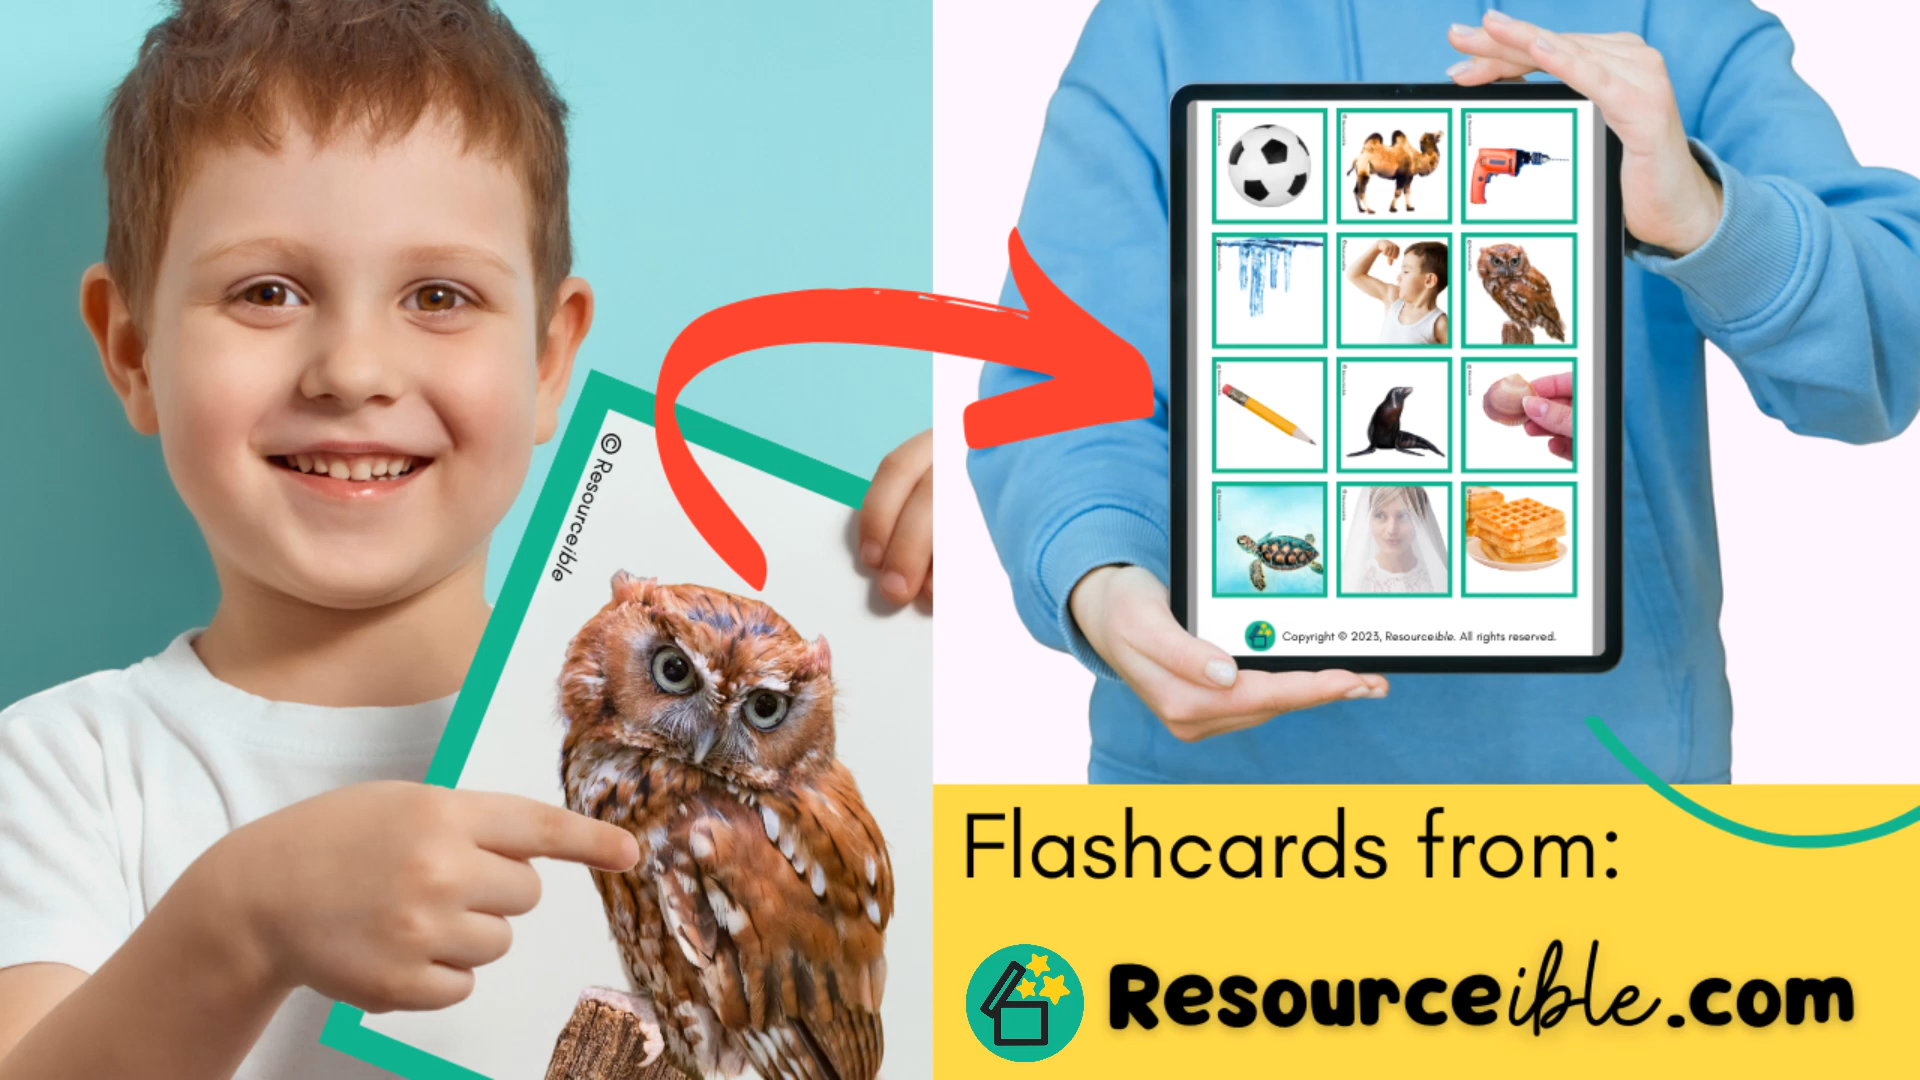 © Resourceible
Copyright © 2023, Resourceible. All rights reserved.
Flashcards from:
Resourceible.com